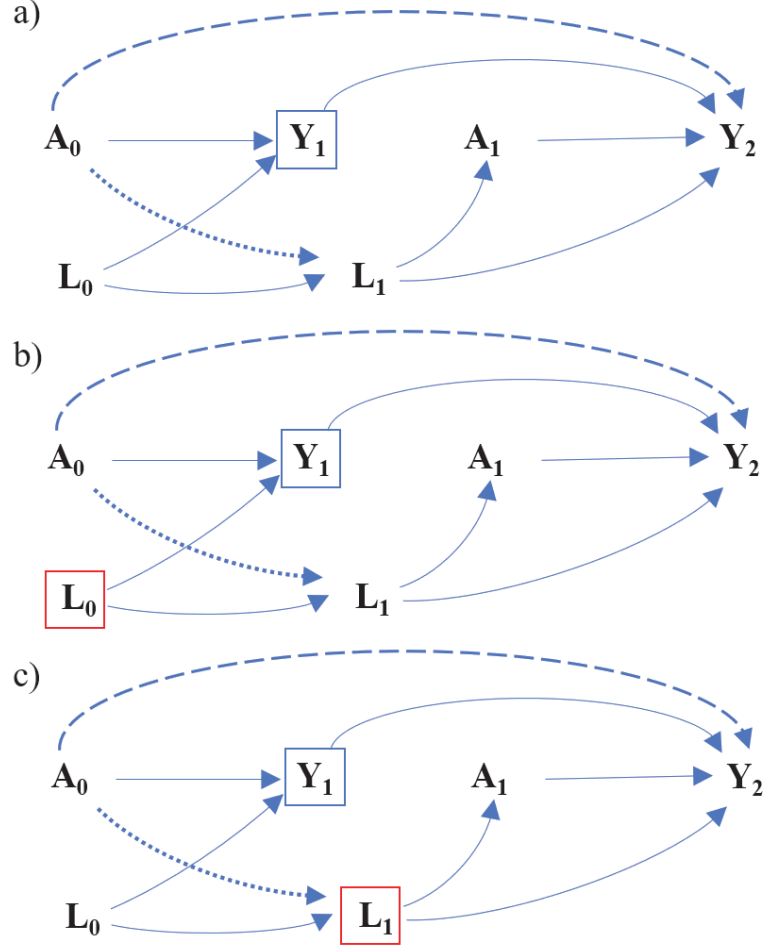 a)
A₀ Y₁ A₁ Y₂
L₀ L₁
b)
A₀ Y₁ A₁ Y₂
L₀ L₁
c)
A₀ Y₁ A₁ Y₂
L₀ L₁